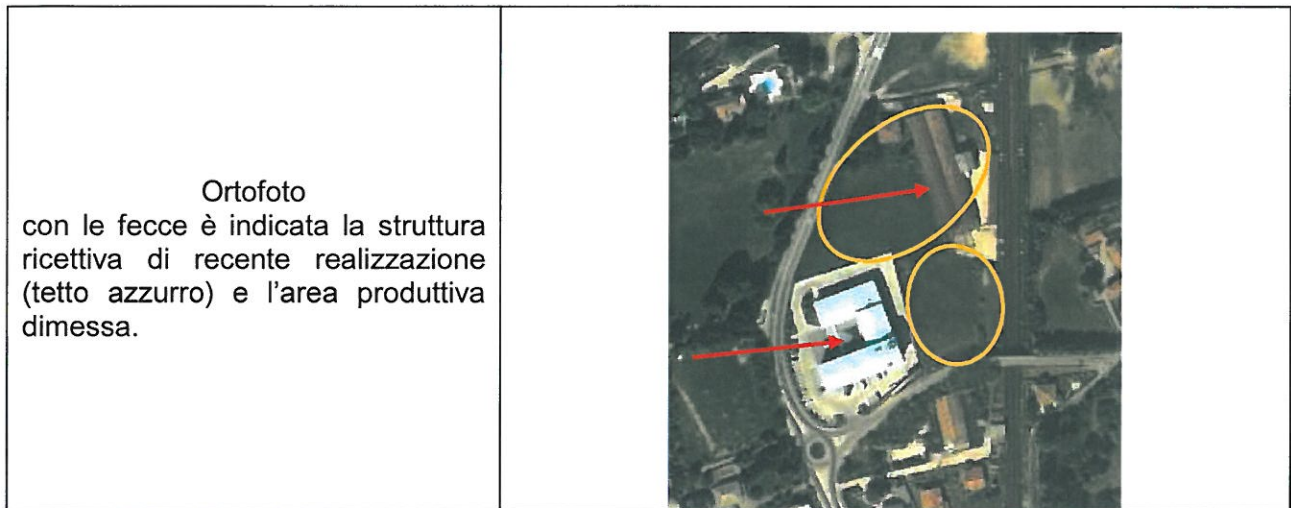 Ortofoto
con le fecce è indicata la struttura
ricettiva di recente realizzazione
(tetto azzurro) e l'area produttiva
dimessa.